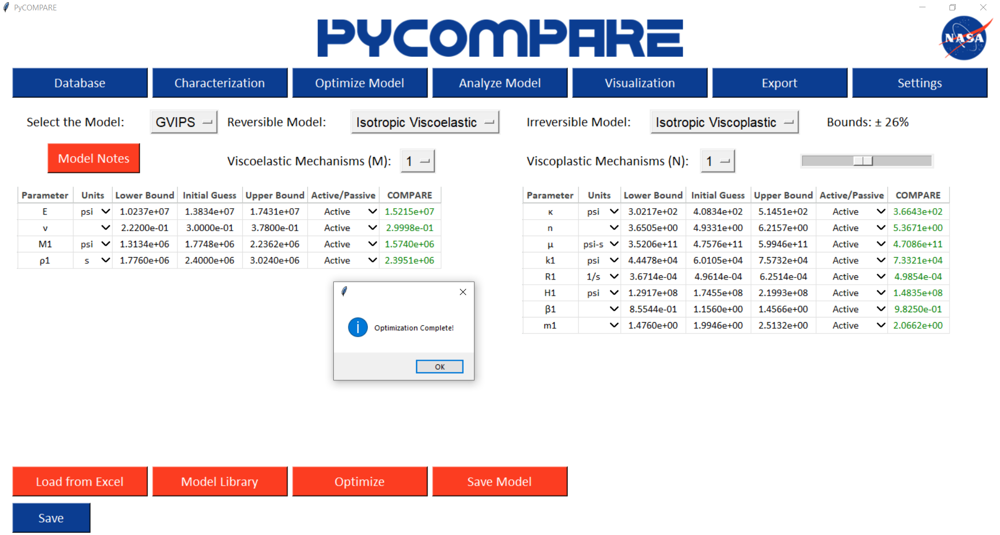 PyCOMPARE
PYCOMPARE
NASA
Database Characterization Optimize Model Analyze Model Visualization Export Settings
Select the Model: GVIPS Reversible Model: Isotropic Viscoelastic Irreversible Model: Isotropic Viscoplastic Bounds: ± 26%
Model Notes Viscoelastic Mechanisms (M): 1 Viscoplastic Mechanisms (N): 1
Parameter Units Lower Bound Initial Guess Upper Bound Active/Passive COMPARE
E psi 1.0237e+07 1.3834e+07 1.7431e+07 Active 1.5215e+07
ν 2.2200e-01 3.0000e-01 3.7800e-01 Active 2.9998e-01
M1 psi 1.3134e+06 1.7748e+06 2.2362e+06 Active 1.5740e+06
ρ1 s 1.7760e+06 2.4000e+06 3.0240e+06 Active 2.3951e+06
Parameter Units Lower Bound Initial Guess Upper Bound Active/Passive COMPARE
κ psi 3.0217e+02 4.0834e+02 5.1451e+02 Active 3.6643e+02
n 3.6505e+00 4.9331e+00 6.2157e+00 Active 5.3671e+00
μ psi-s 3.5206e+11 4.7576e+11 5.9946e+11 Active 4.7086e+11
k1 psi 4.4478e+04 6.0105e+04 7.5732e+04 Active 7.3321e+04
R1 1/s 3.6714e-04 4.9614e-04 6.2514e-04 Active 4.9854e-04
H1 psi 1.2917e+08 1.7455e+08 2.1993e+08 Active 1.4835e+08
β1 8.5544e-01 1.1560e+00 1.4566e+00 Active 9.8250e-01
m1 1.4760e+00 1.9946e+00 2.5132e+00 Active 2.0662e+00
Optimization Complete!
OK
Load from Excel Model Library Optimize Save Model
Save